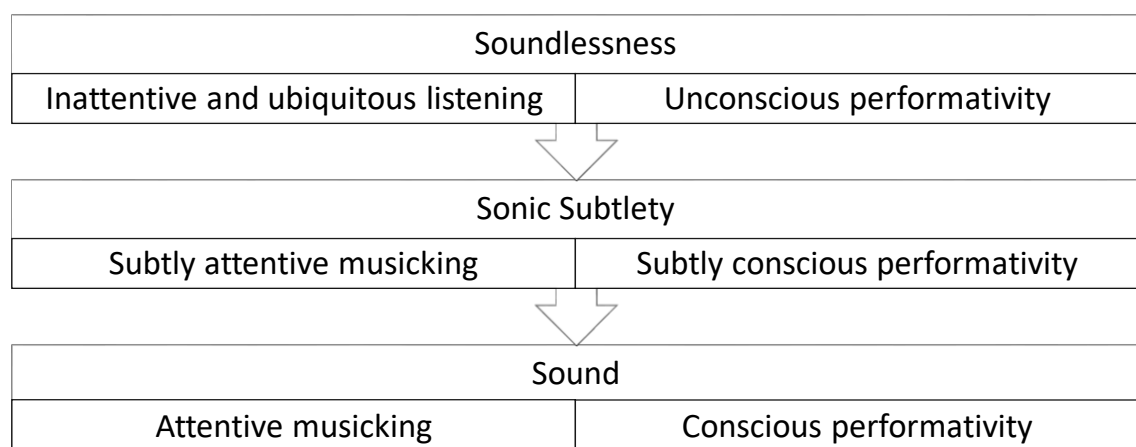 Soundlessness
Inattentive and ubiquitous listening
Unconscious performativity
Sonic Subtlety
Subtly attentive musicking
Subtly conscious performativity
Sound
Attentive musicking
Conscious performativity